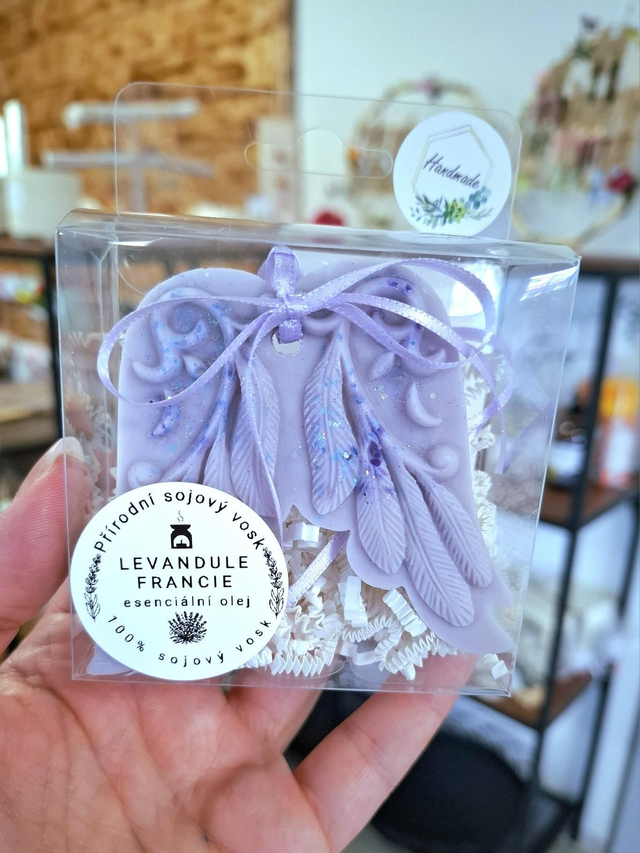 Handmade
Přírodní sojový vosk
LEVANDULE
FRANCIE
esenciální olej
100% sojový vosk